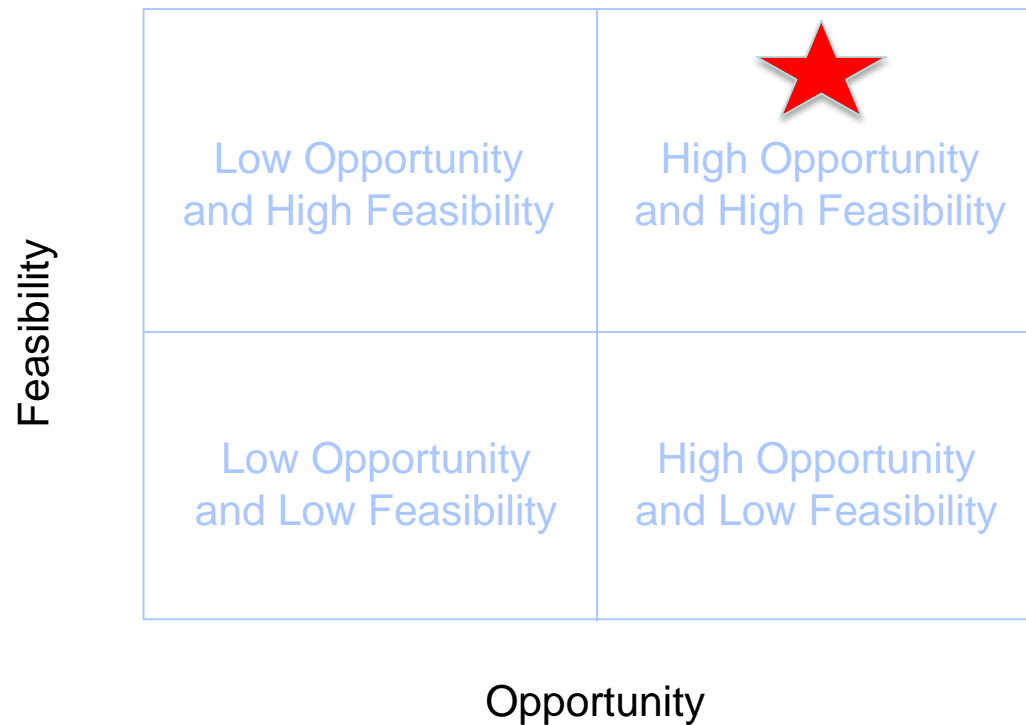 Low Opportunity
and High Feasibility
High Opportunity
and High Feasibility
Feasibility
Low Opportunity
and Low Feasibility
High Opportunity
and Low Feasibility
Opportunity